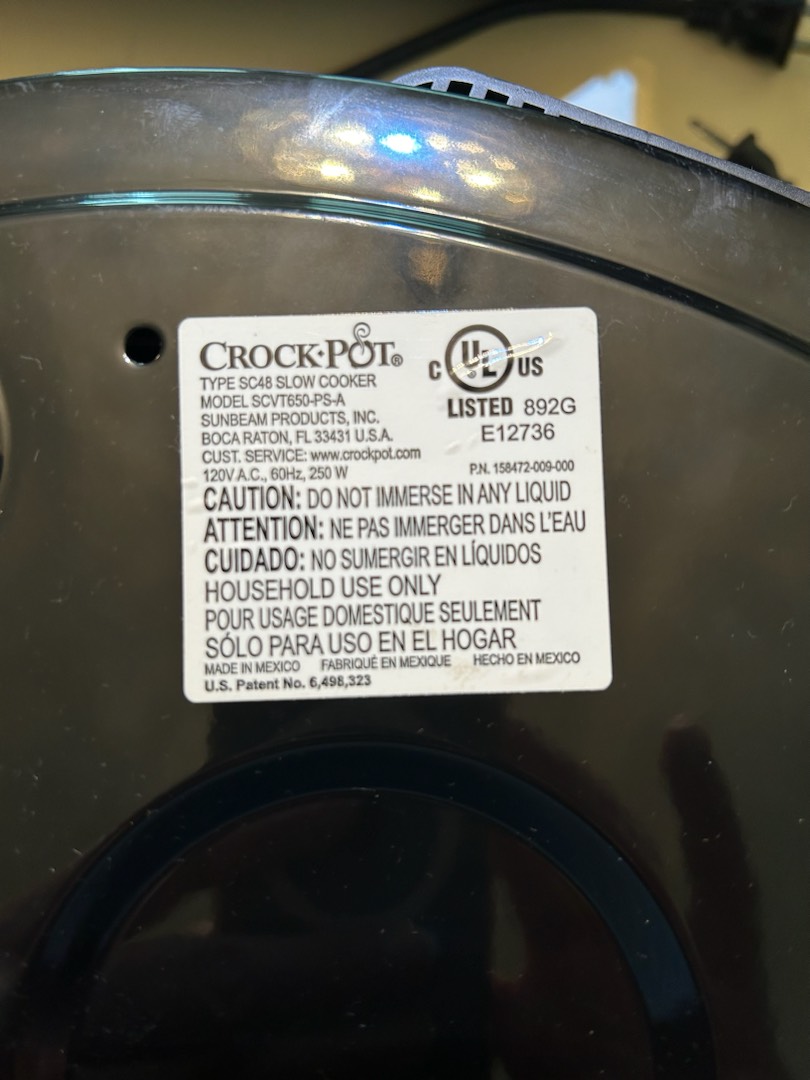 CROCK·POT®
TYPE SC48 SLOW COOKER
MODEL SCVT650-PS-A
SUNBEAM PRODUCTS, INC.
BOCA RATON, FL 33431 U.S.A.
CUST. SERVICE: www.crockpot.com
120V A.C., 60Hz, 250 W
C UL US
LISTED 892G
E12736
P.N. 158472-009-000
CAUTION: DO NOT IMMERSE IN ANY LIQUID
ATTENTION: NE PAS IMMERGER DANS L'EAU
CUIDADO: NO SUMERGIR EN LÍQUIDOS
HOUSEHOLD USE ONLY
POUR USAGE DOMESTIQUE SEULEMENT
SÓLO PARA USO EN EL HOGAR
MADE IN MEXICO FABRIQUÉ EN MEXIQUE HECHO EN MEXICO
U.S. Patent No. 6,498,323